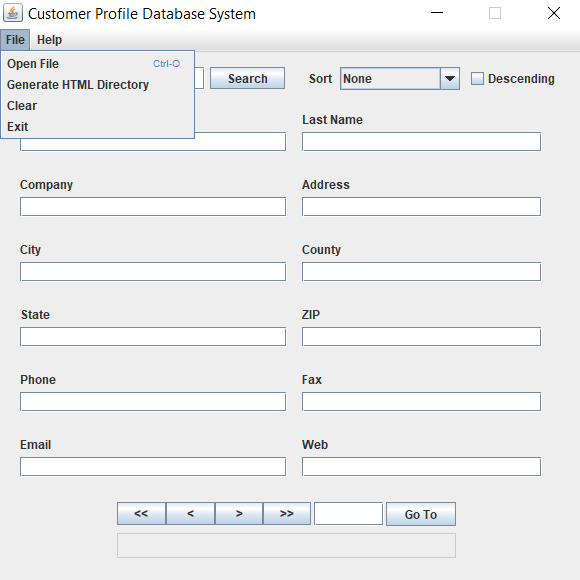 Customer Profile Database System
File Help
Open File Ctrl-O
Generate HTML Directory
Clear
Exit
Search Sort None Descending
Last Name
Company Address
City County
State ZIP
Phone Fax
Email Web
<< < > >> Go To